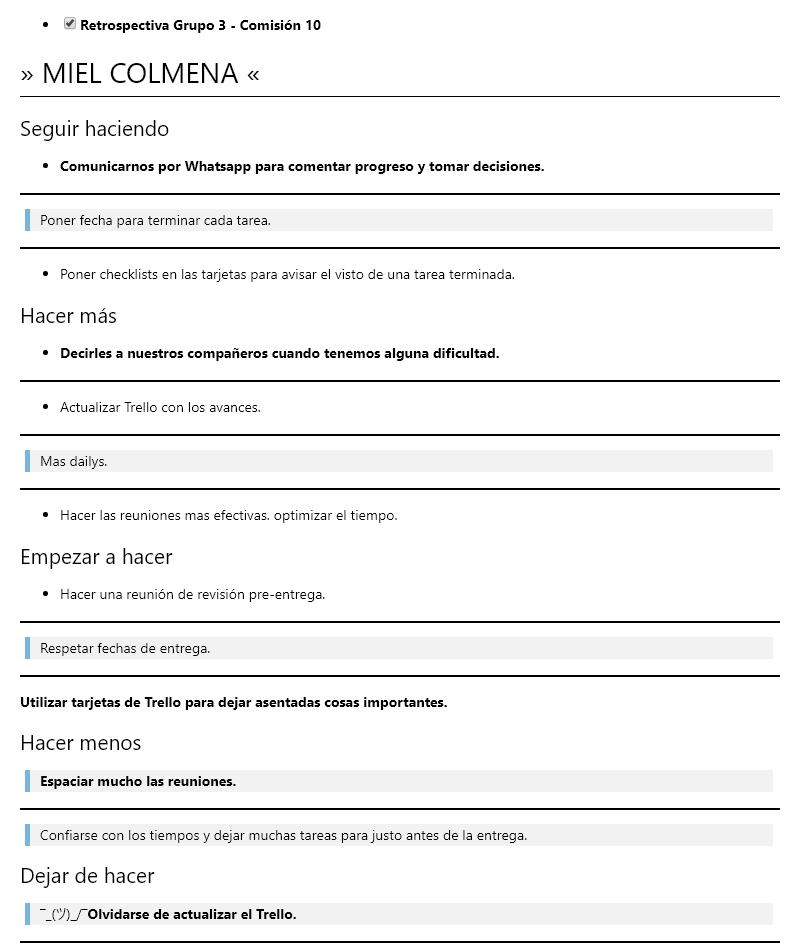 Retrospectiva Grupo 3 - Comisión 10
» MIEL COLMENA «
Seguir haciendo
Comunicarnos por Whatsapp para comentar progreso y tomar decisiones.
Poner fecha para terminar cada tarea.
Poner checklists en las tarjetas para avisar el visto de una tarea terminada.
Hacer más
Decirles a nuestros compañeros cuando tenemos alguna dificultad.
Actualizar Trello con los avances.
Mas dailys.
Hacer las reuniones mas efectivas. optimizar el tiempo.
Empezar a hacer
Hacer una reunión de revisión pre-entrega.
Respetar fechas de entrega.
Utilizar tarjetas de Trello para dejar asentadas cosas importantes.
Hacer menos
Espaciar mucho las reuniones.
Confiarse con los tiempos y dejar muchas tareas para justo antes de la entrega.
Dejar de hacer
¯_(ツ)_/¯Olvidarse de actualizar el Trello.